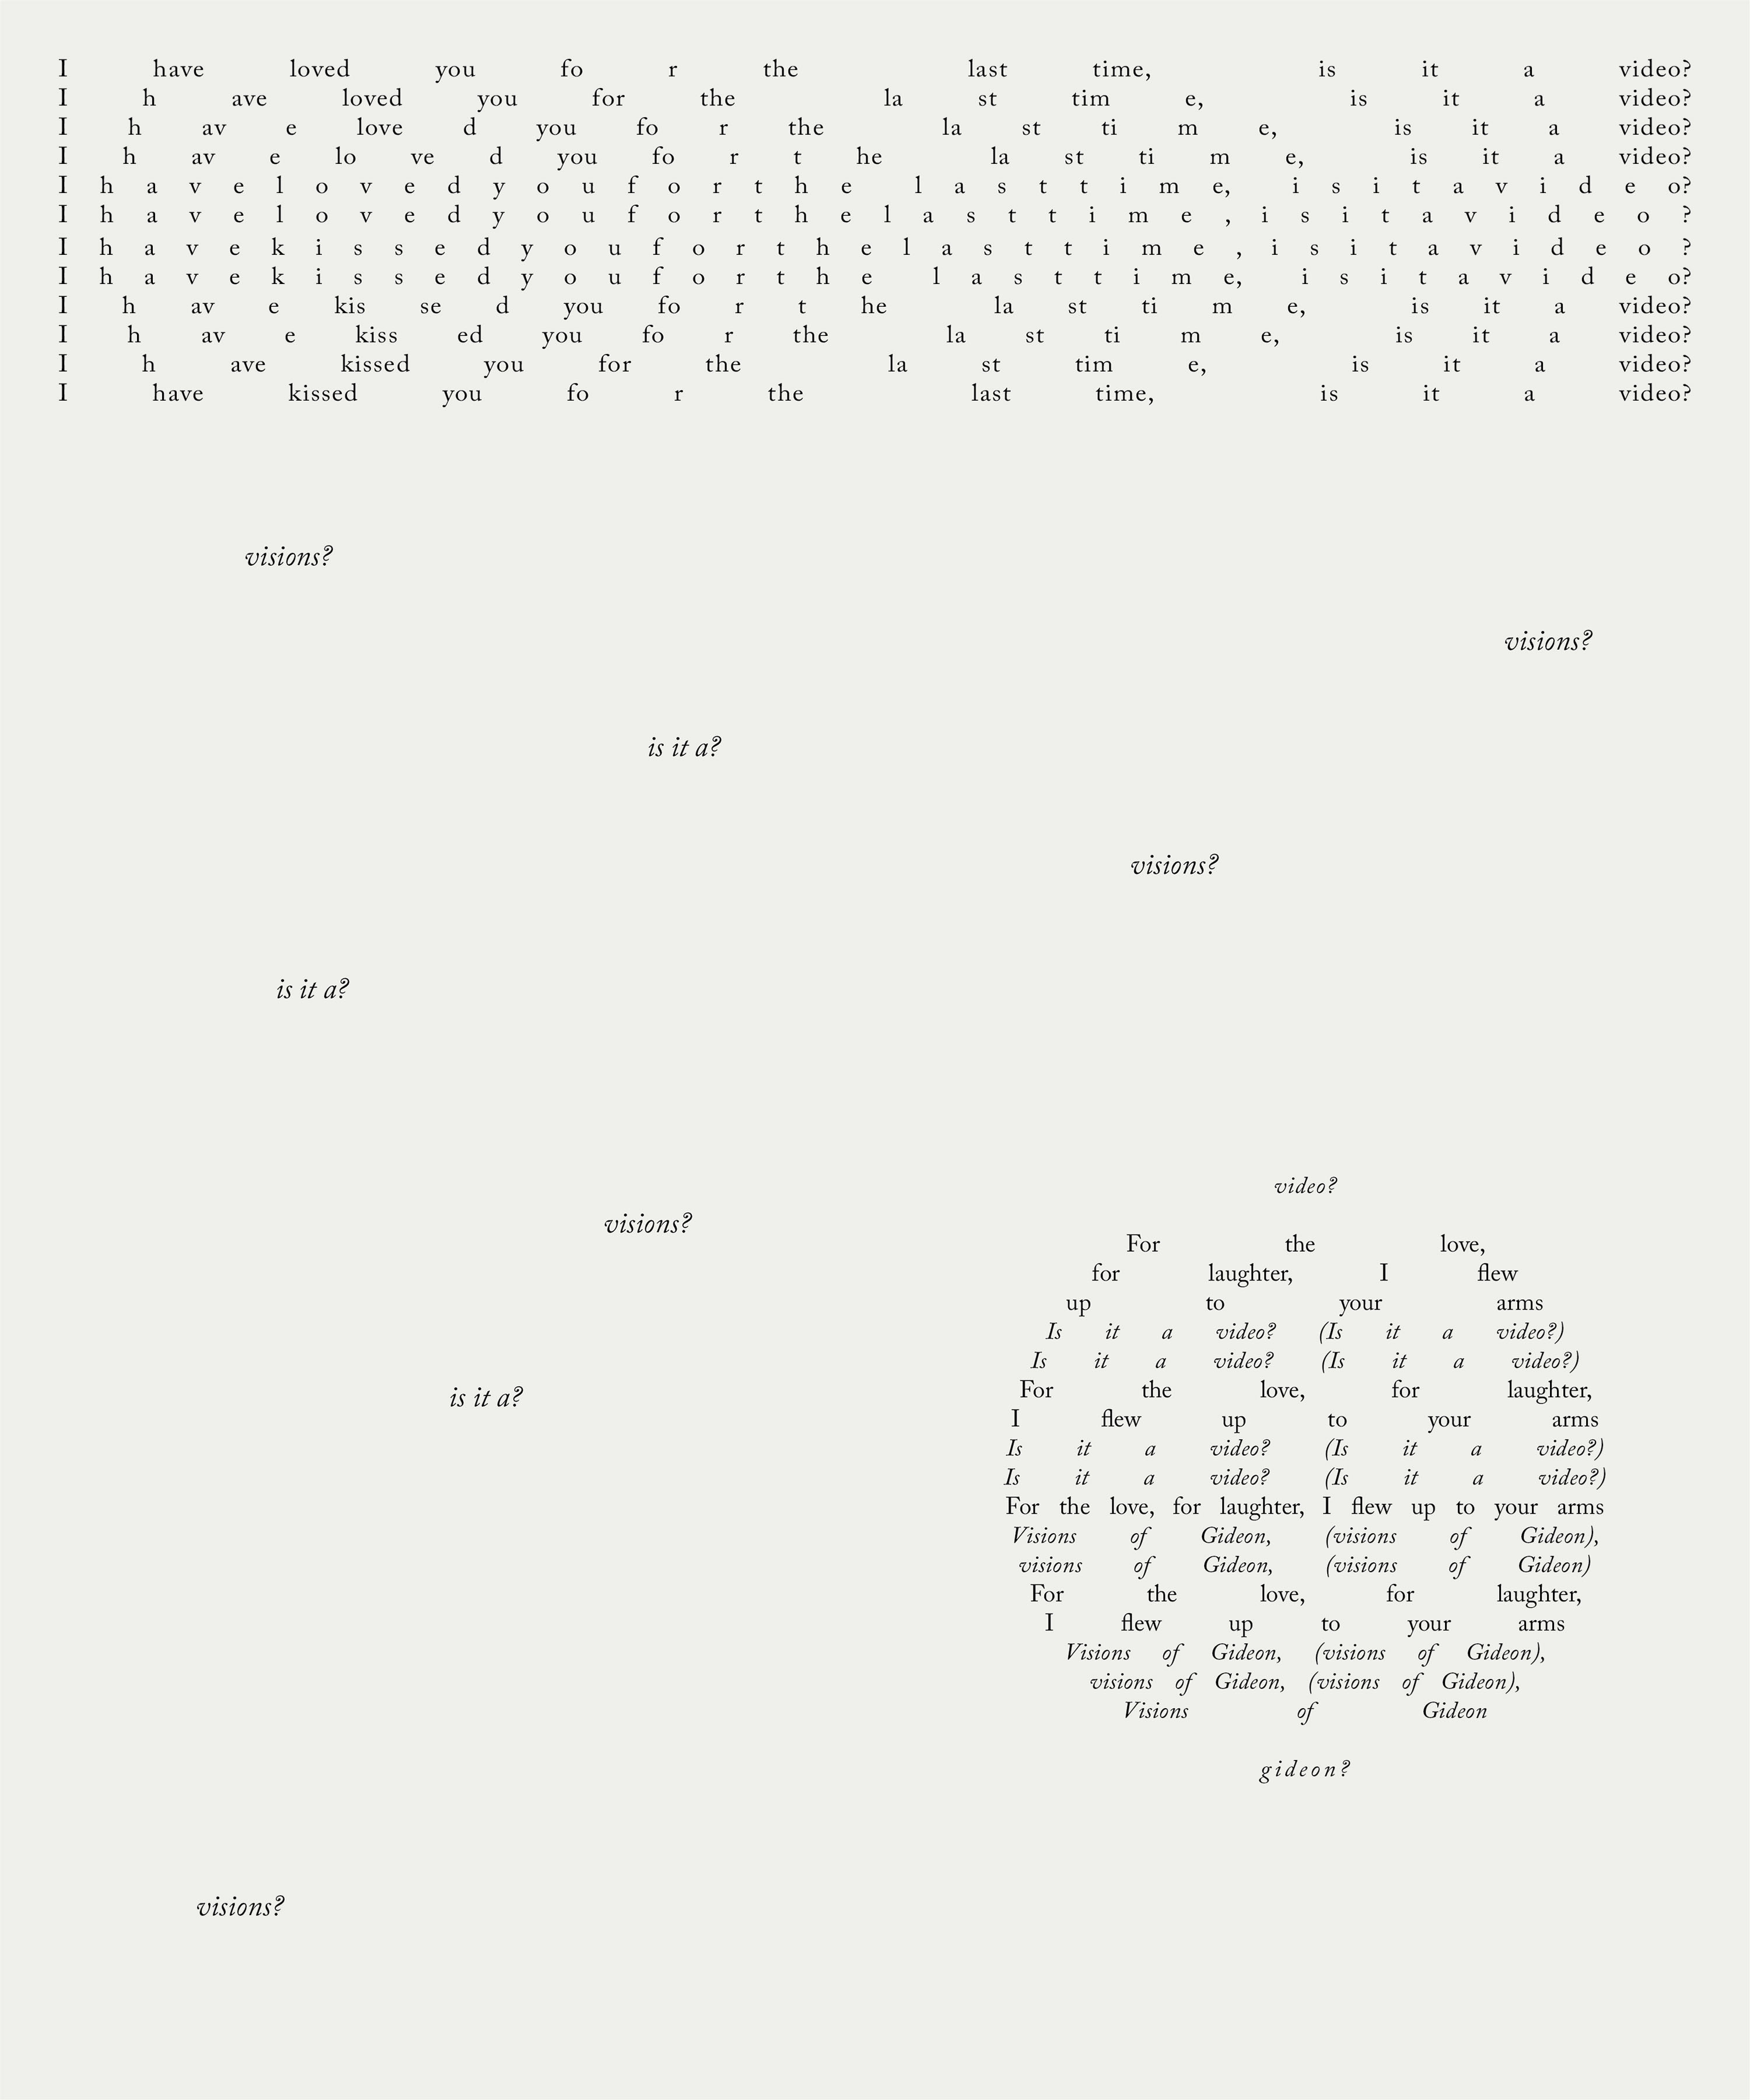 I have loved you fo r the last time, is it a video?
I h ave loved you for the la st tim e, is it a video?
I h av e love d you fo r the la st ti m e, is it a video?
I h av e lo ve d you fo r t he la st ti m e, is it a video?
I h a v e l o v e d y o u f o r t h e l a s t t i m e, i s i t a v i d e o?
I h a v e l o v e d y o u f o r t h e l a s t t i m e , i s i t a v i d e o ?
I h a v e k i s s e d y o u f o r t h e l a s t t i m e , i s i t a v i d e o ?
I h a v e k i s s e d y o u f o r t h e l a s t t i m e, i s i t a v i d e o?
I h av e kis se d you fo r t he la st ti m e, is it a video?
I h av e kiss ed you fo r the la st ti m e, is it a video?
I h ave kissed you for the la st tim e, is it a video?
I have kissed you fo r the last time, is it a video?
visions?
visions?
is it a?
visions?
is it a?
visions?
is it a?
visions?
video?
For the love,
for laughter, I flew
up to your arms
Is it a video? (Is it a video?)
Is it a video? (Is it a video?)
For the love, for laughter,
I flew up to your arms
Is it a video? (Is it a video?)
Is it a video? (Is it a video?)
For the love, for laughter, I flew up to your arms
Visions of Gideon, (visions of Gideon),
visions of Gideon, (visions of Gideon)
For the love, for laughter,
I flew up to your arms
Visions of Gideon, (visions of Gideon),
visions of Gideon, (visions of Gideon),
Visions of Gideon
gideon?